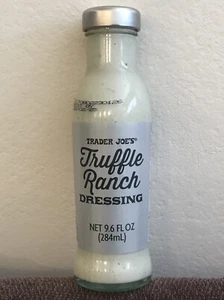 TRADER JOE'S®
Truffle
Ranch
DRESSING
NET 9.6 FL OZ
(284mL)